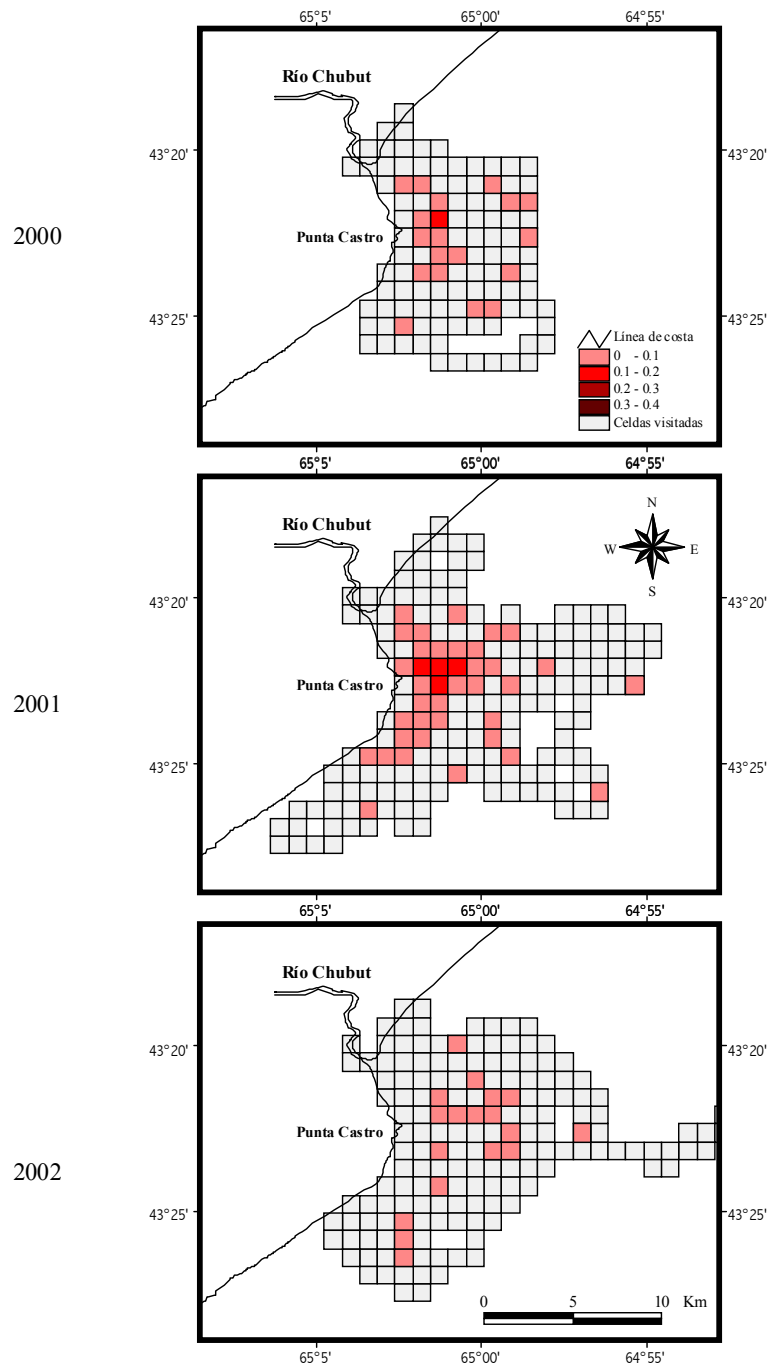 65°5' 65°00' 64°55'
Río Chubut
43°20' 43°20'
2000
Punta Castro
43°25' 43°25'
Línea de costa
0 - 0.1
0.1 - 0.2
0.2 - 0.3
0.3 - 0.4
Celdas visitadas
65°5' 65°00' 64°55'
N
Río Chubut
W E
S
43°20' 43°20'
Punta Castro
2001
43°25' 43°25'
65°5' 65°00' 64°55'
Río Chubut
43°20' 43°20'
Punta Castro
2002
43°25' 43°25'
0 5 10 Km
65°5' 65°00' 64°55'